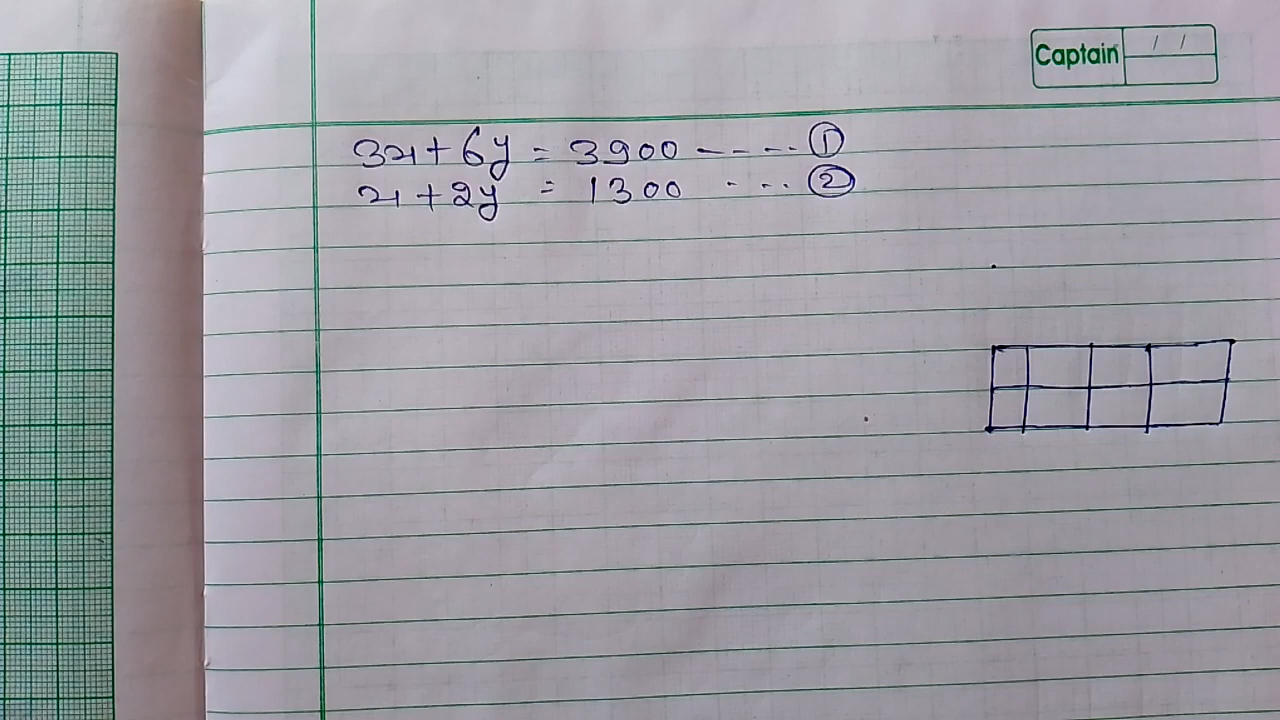 Captain / /
3x + 6y = 3900 ---- ①
x + 2y = 1300 --- ②